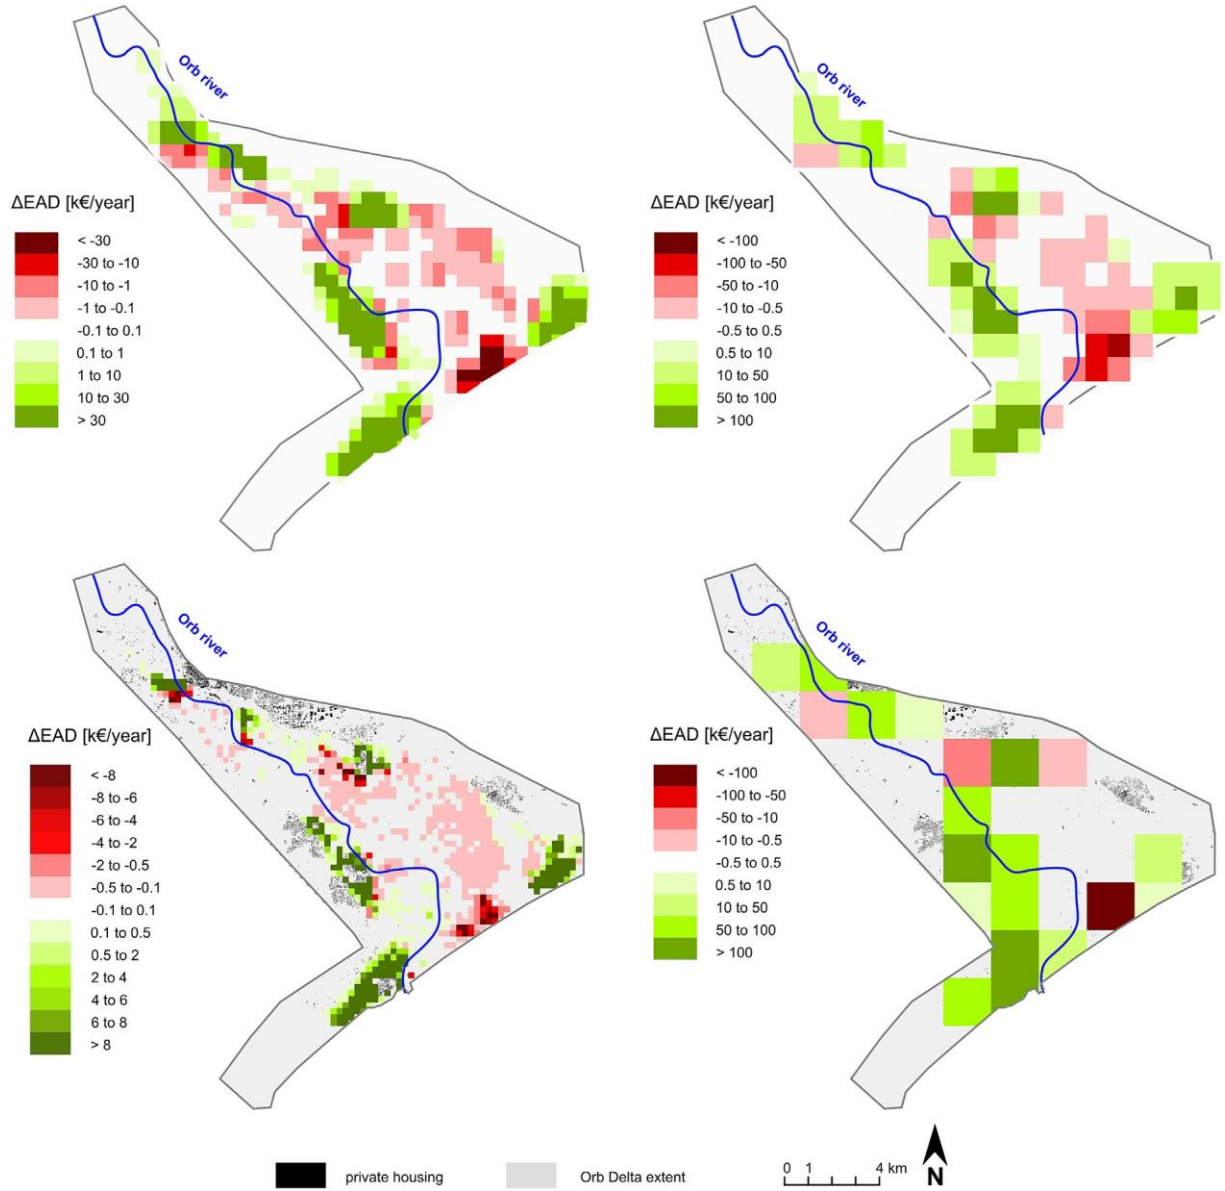 Orb river
ΔEAD [k€/year]
< -30
-30 to -10
-10 to -1
-1 to -0.1
-0.1 to 0.1
0.1 to 1
1 to 10
10 to 30
> 30
Orb river
ΔEAD [k€/year]
< -100
-100 to -50
-50 to -10
-10 to -0.5
-0.5 to 0.5
0.5 to 10
10 to 50
50 to 100
> 100
Orb river
ΔEAD [k€/year]
< -8
-8 to -6
-6 to -4
-4 to -2
-2 to -0.5
-0.5 to -0.1
-0.1 to 0.1
0.1 to 0.5
0.5 to 2
2 to 4
4 to 6
6 to 8
> 8
Orb river
ΔEAD [k€/year]
< -100
-100 to -50
-50 to -10
-10 to -0.5
-0.5 to 0.5
0.5 to 10
10 to 50
50 to 100
> 100
private housing
Orb Delta extent
0 1 4 km
N